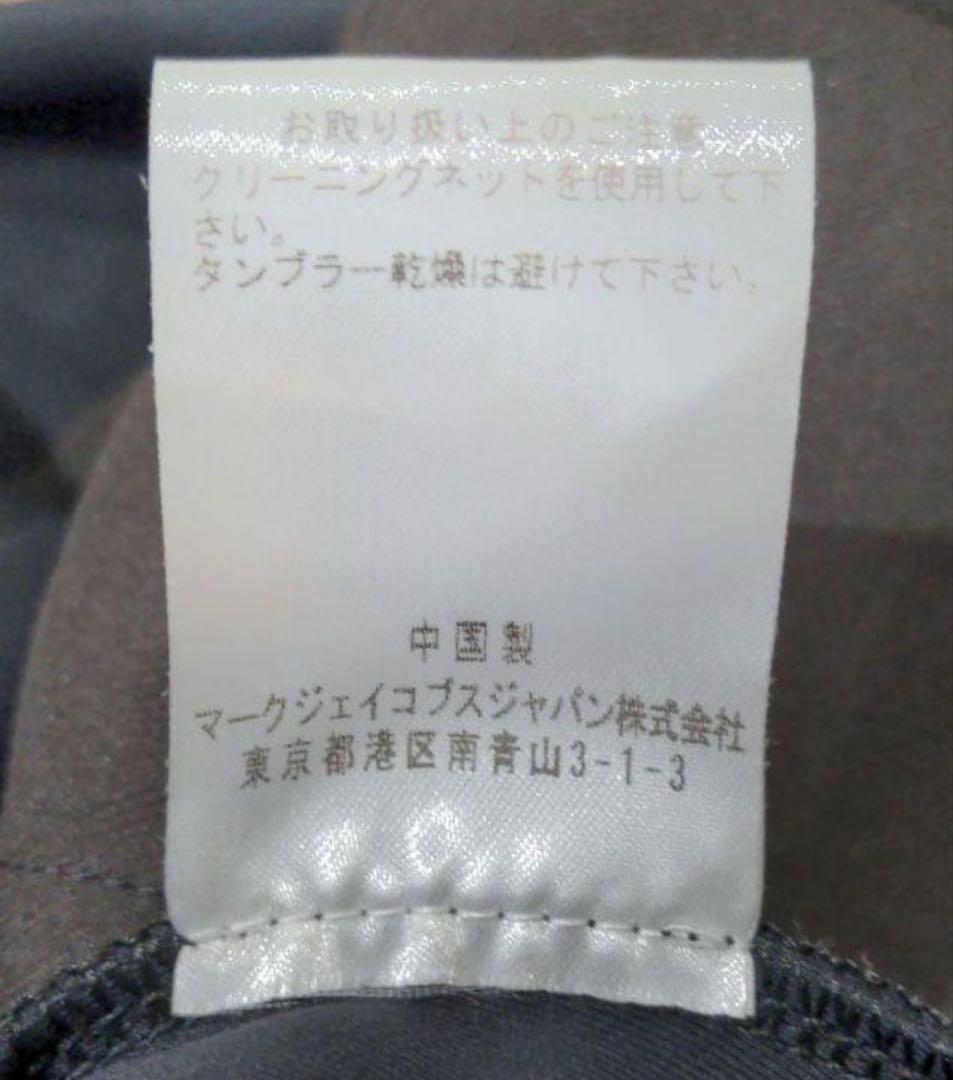 お取り扱い上のご注意
クリーニングネットを使用して下
さい。
タンブラー乾燥は避けて下さい。
中国製
マークジェイコブスジャパン株式会社
東京都港区南青山3-1-3